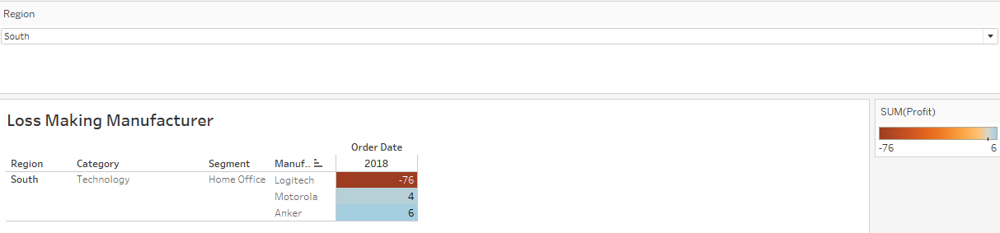 Region
South
Loss Making Manufacturer
SUM(Profit)
-76 6
Order Date
Region Category Segment Manuf.. 2018
South Technology Home Office Logitech -76
Motorola 4
Anker 6